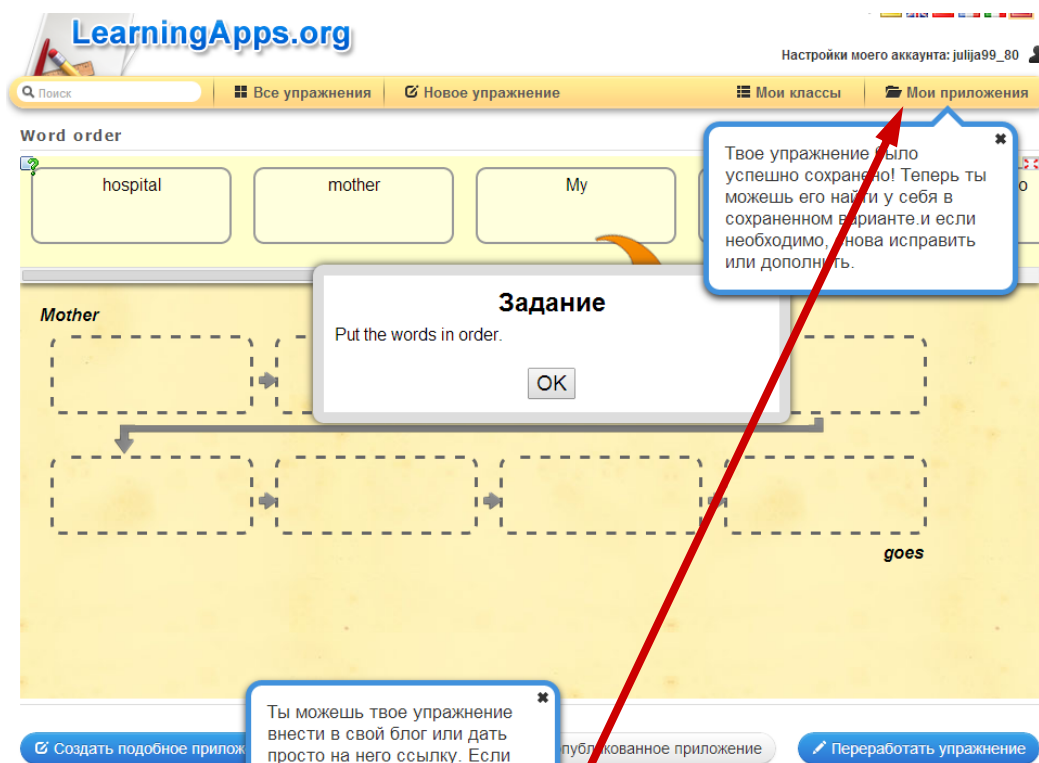 LearningApps.org
Настройки моего аккаунта: julija99_80
Поиск
Все упражнения
Новое упражнение
Мои классы
Мои приложения
Word order
hospital
mother
My
Твое упражнение было
успешно сохранено! Теперь ты
можешь его найти у себя в
сохраненном варианте.и если
необходимо, снова исправить
или дополнить.
Задание
Put the words in order.
OK
Mother
goes
Ты можешь твое упражнение
внести в свой блог или дать
просто на него ссылку. Если
Создать подобное
приложение
Переработать упражнение